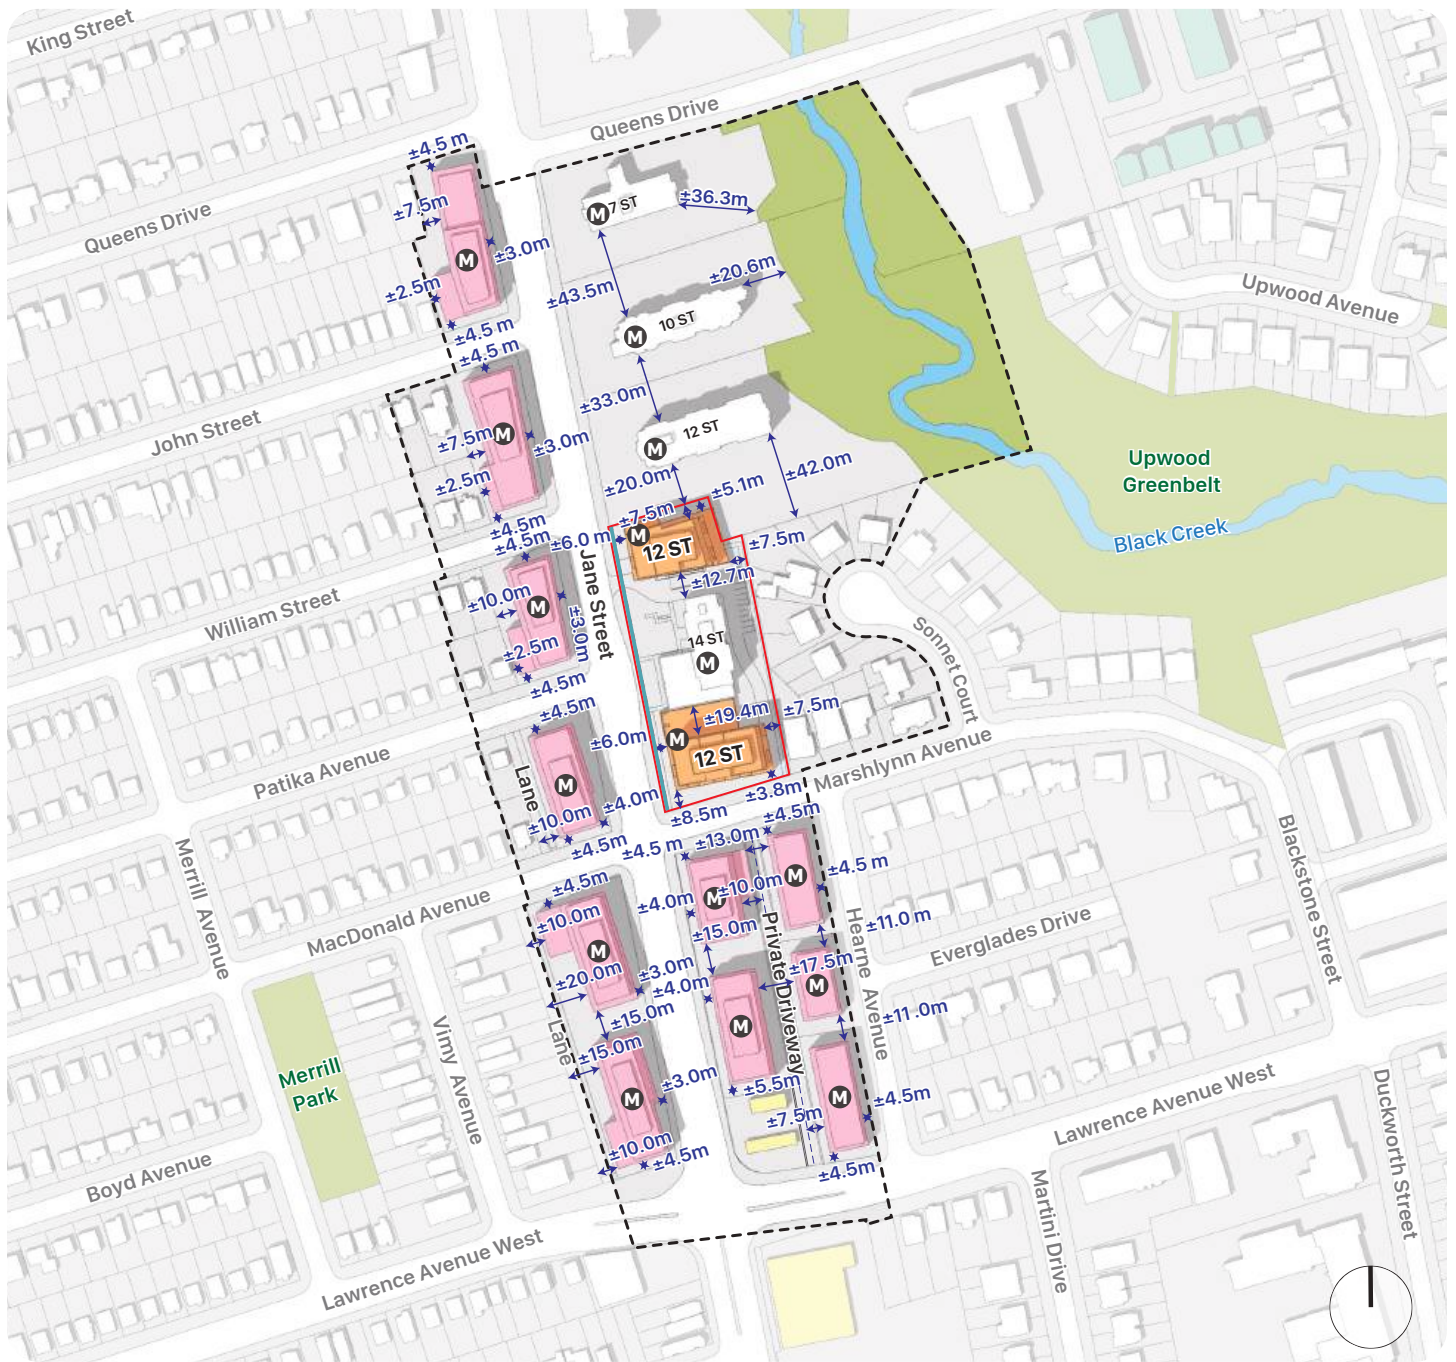 King Street
Queens Drive
±4.5 m
Queens Drive
±7.5m
M
±3.0m
±2.5m
±4.5 m
M
7 ST
±36.3m
±20.6m
±43.5m
M
10 ST
Upwood Avenue
±4.5 m
±33.0m
John Street
±7.5m
M
±3.0m
±2.5m
±4.5m
M
12 ST
±42.0m
±20.0m
±5.1m
Upwood
Greenbelt
Black Creek
±4.5m
±6.0 m
±7.5m
M
12 ST
±7.5m
±12.7m
William Street
±10.0m
M
±3.0m
±2.5m
±4.5m
Jane Street
14 ST
M
Sonnet Court
±4.5m
±6.0m
M
±19.4m
±7.5m
12 ST
Patika Avenue
Lane
M
±4.0m
±10.0m
±4.5m
±3.8m
±8.5m
Marshlynn Avenue
Merrill Avenue
±4.5 m
±13.0m
±4.5m
M
±4.5 m
Blackstone Street
MacDonald Avenue
±4.5m
±10.0m
M
±4.0m
M
±10.0m
±15.0m
±11.0 m
Hearne Avenue
Everglades Drive
±20.0m
±3.0m
±4.0m
±17.5m
M
Private Driveway
±15.0m
Lane
M
±11.0m
Vimy Avenue
Merrill
Park
±15.0m
M
±3.0m
±5.5m
M
±4.5m
±7.5m
Lawrence Avenue West
Duckworth Street
±10.0m
±4.5m
±4.5m
Boyd Avenue
Martini Drive
Lawrence Avenue West